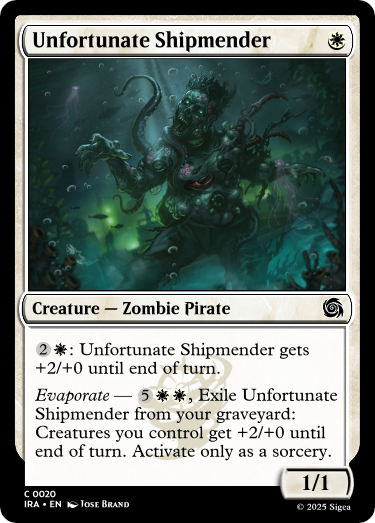 Unfortunate Shipmender
Creature — Zombie Pirate
2: Unfortunate Shipmender gets
+2/+0 until end of turn.
Evaporate — 5, Exile Unfortunate
Shipmender from your graveyard:
Creatures you control get +2/+0 until
end of turn. Activate only as a sorcery.
1/1
C 0020
IRA • EN Jose Brand
© 2025 Sigea